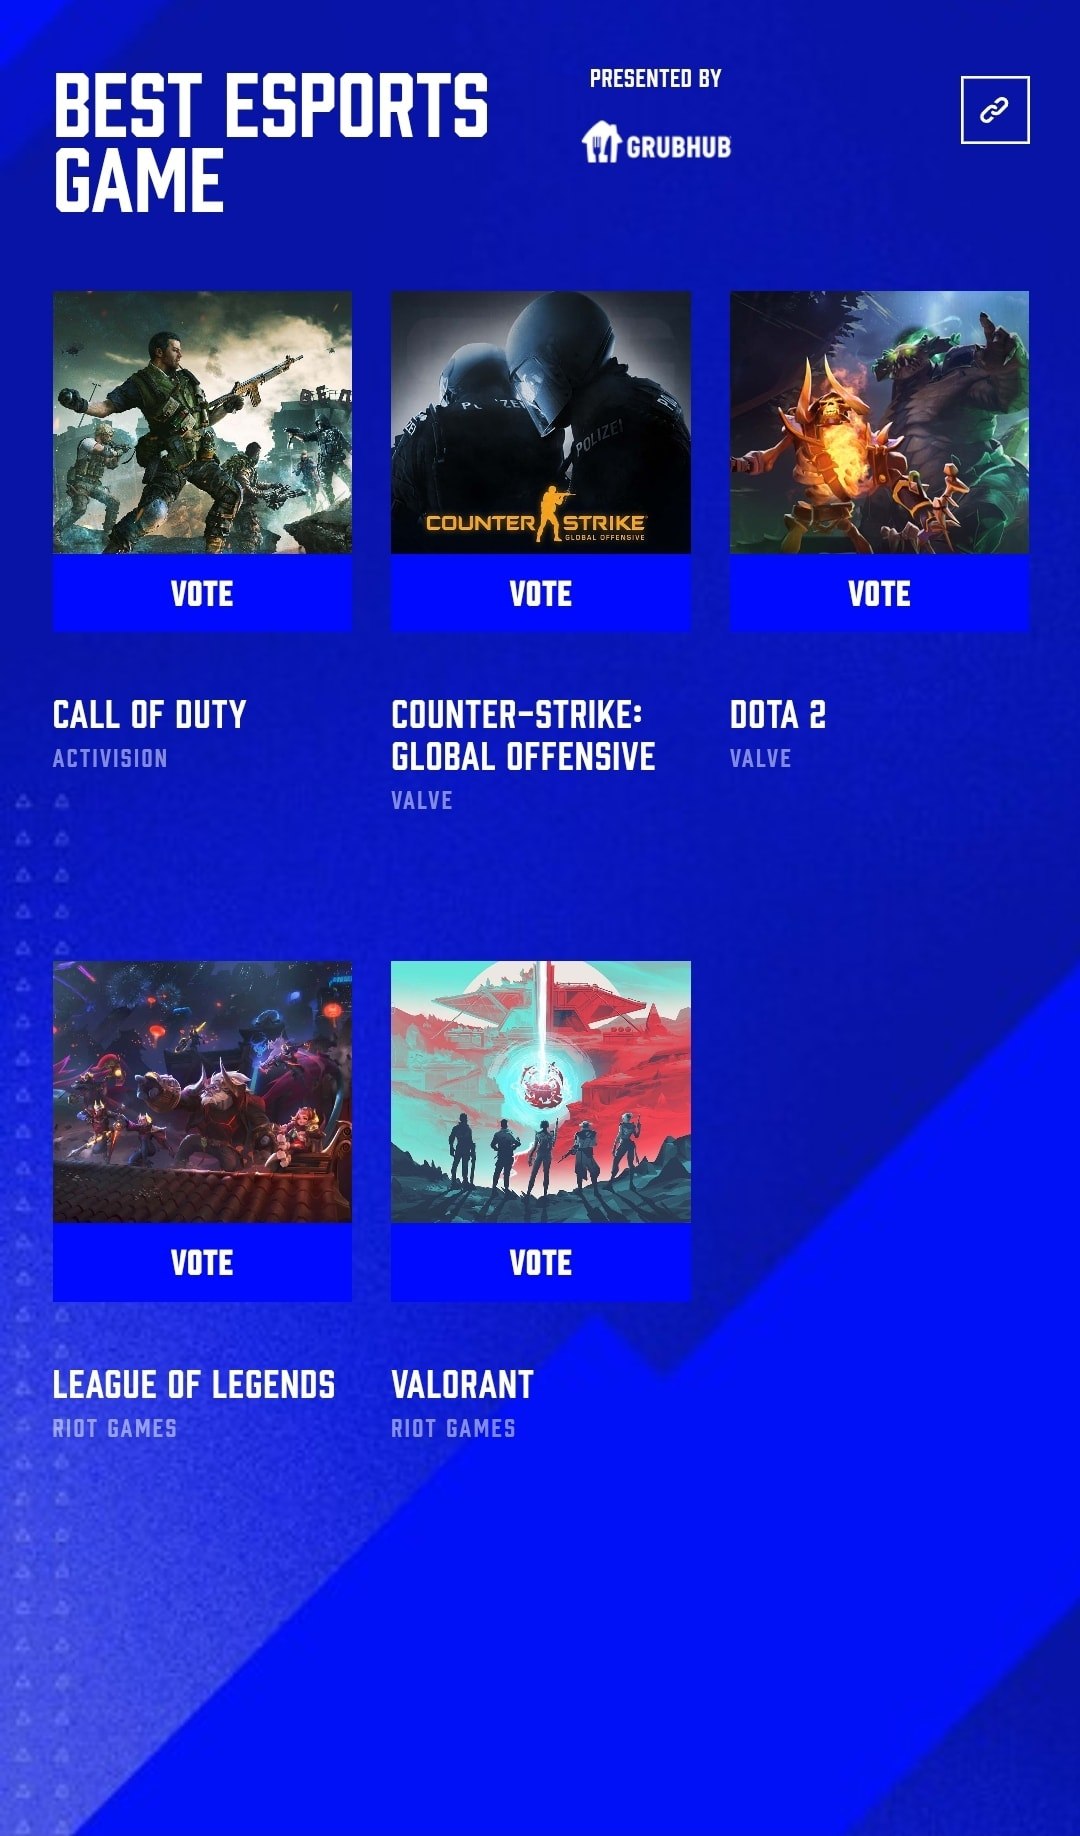 BEST ESPORTS
GAME
PRESENTED BY
GRUBHUB
POLIZEI
COUNTER STRIKE
GLOBAL OFFENSIVE
VOTE
VOTE
VOTE
CALL OF DUTY
ACTIVISION
COUNTER-STRIKE:
GLOBAL OFFENSIVE
VALVE
DOTA 2
VALVE
VOTE
VOTE
LEAGUE OF LEGENDS
RIOT GAMES
VALORANT
RIOT GAMES